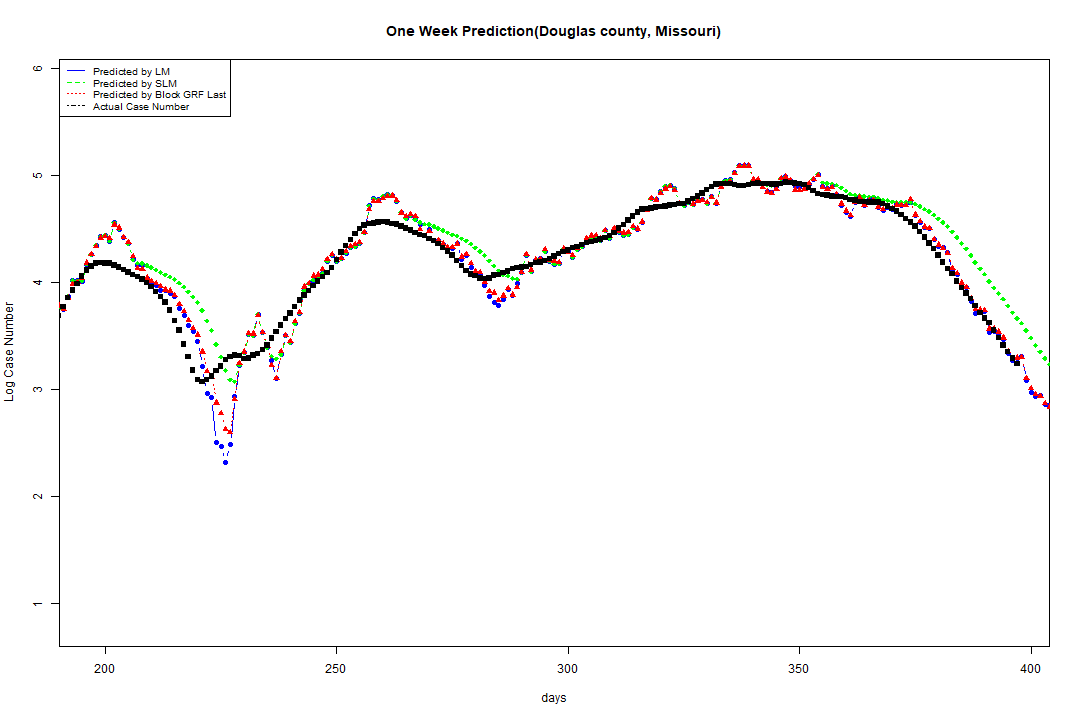 One Week Prediction(Douglas county, Missouri)
Predicted by LM
Predicted by SLM
Predicted by Block GRF Last
Actual Case Number
6
5
4
3
2
1
Log Case Number
200 250 300 350 400
days